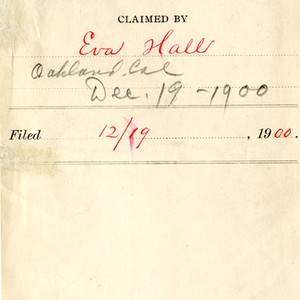 CLAIMED BY
Eva Hall
Oakland, Cal
Dec. 19 - 1900
Filed 12/19, 1900.